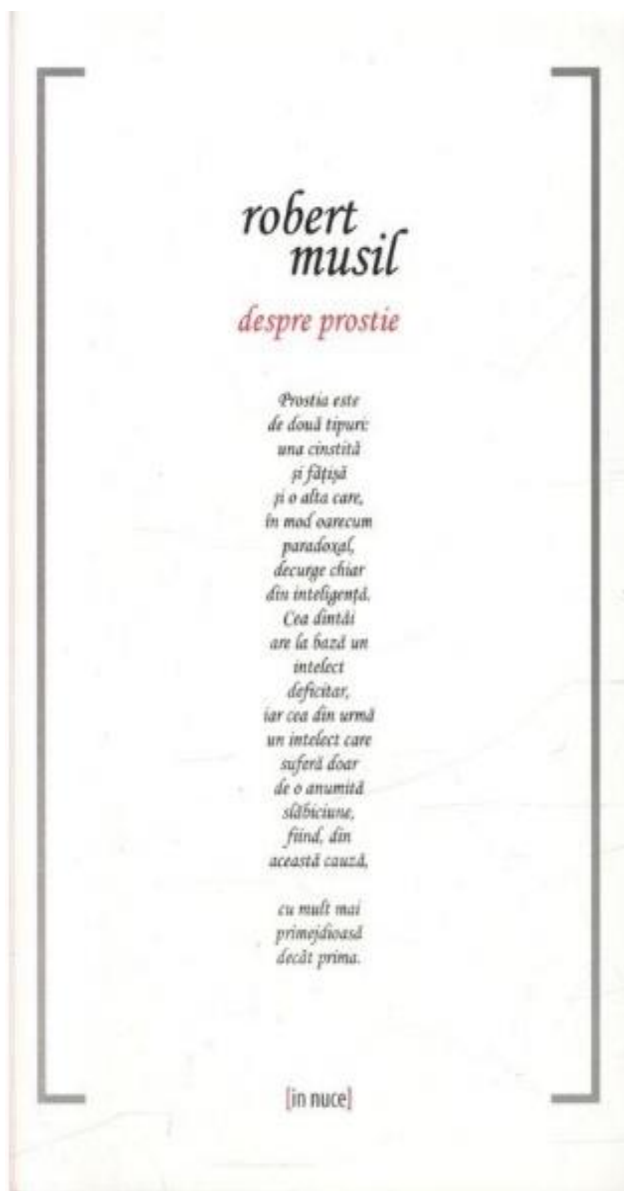 robert
musil
despre prostie
Prostia este
de două tipuri:
una cinstită
și fățișă
și o alta care,
în mod oarecum
paradoxal,
decurge chiar
din inteligență.
Cea dintâi
are la bază un
intelect
deficitar,
iar cea din urmă
un intelect care
suferă doar
de o anumită
slăbiciune,
fiind, din
această cauză,
cu mult mai
primejdioasă
decât prima.
[in nuce]